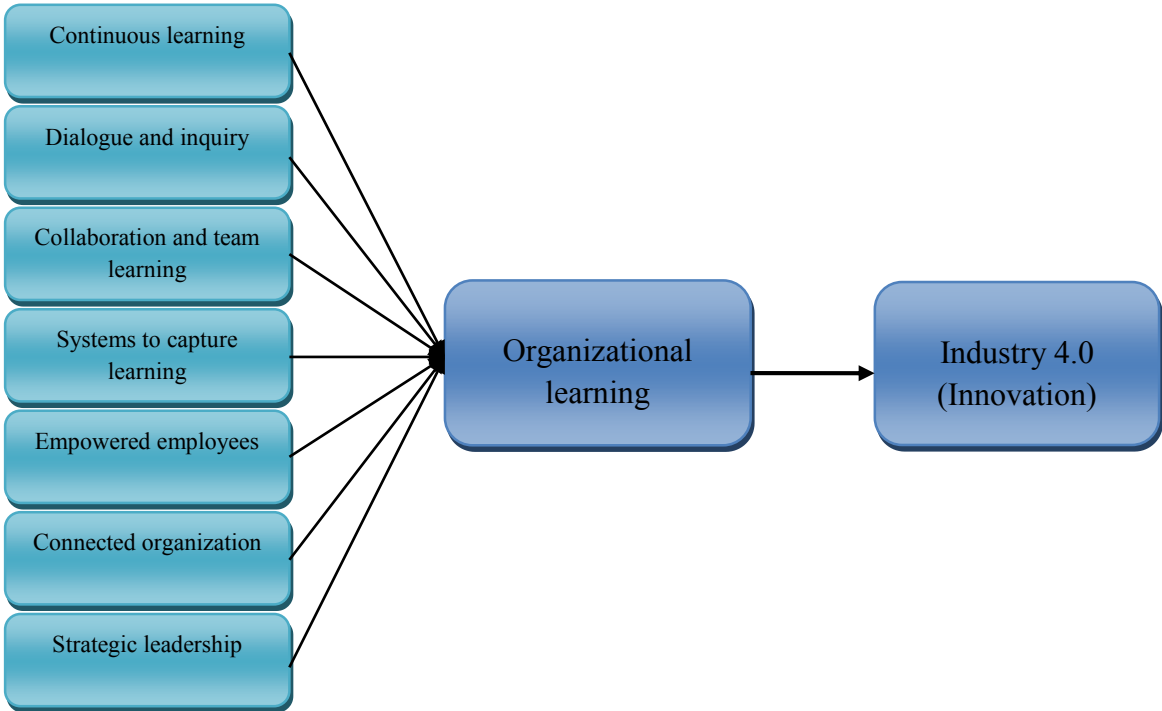 Continuous learning
Dialogue and inquiry
Collaboration and team
learning
Systems to capture
learning
Empowered employees
Connected organization
Strategic leadership
Organizational
learning
Industry 4.0
(Innovation)